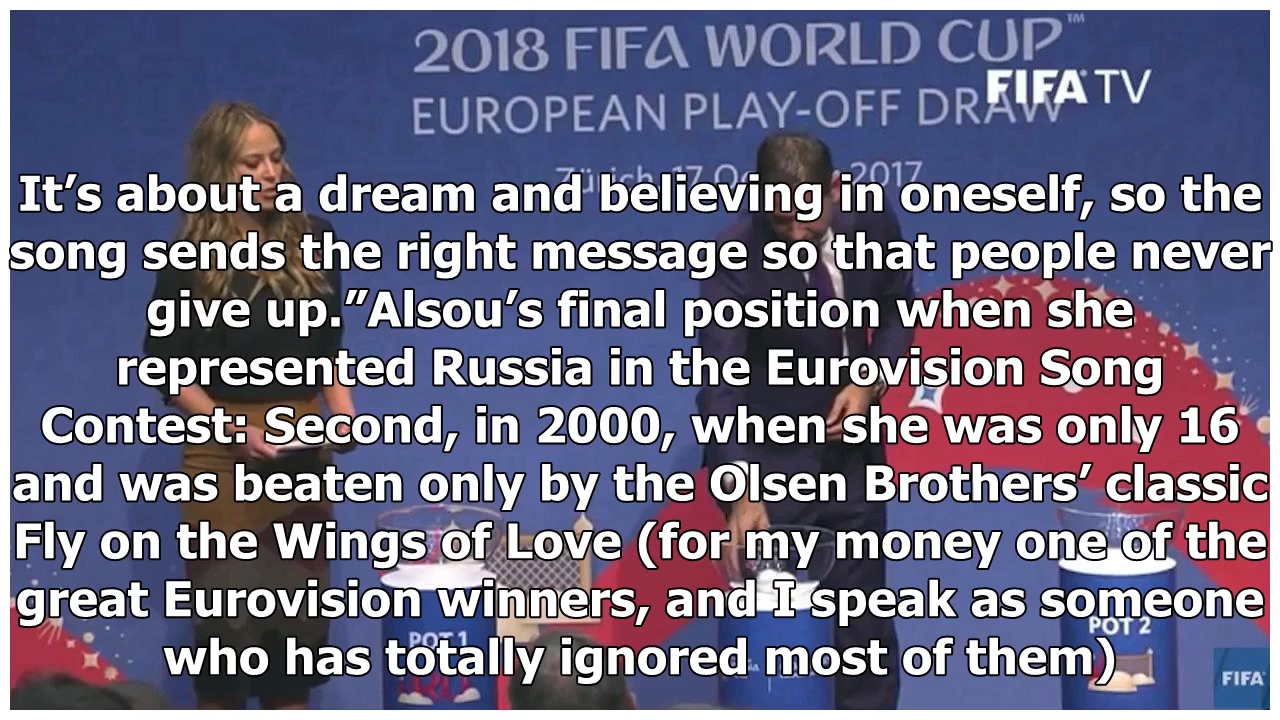 2018 FIFA WORLD CUP™
EUROPEAN PLAY-OFF DRAW
FIFA TV
Zürich, 17 2017
It’s about a dream and believing in oneself, so the
song sends the right message so that people never
give up.”Alsou’s final position when she
represented Russia in the Eurovision Song
Contest: Second, in 2000, when she was only 16
and was beaten only by the Olsen Brothers’ classic
Fly on the Wings of Love (for my money one of the
great Eurovision winners, and I speak as someone
who has totally ignored most of them)
POT 1
POT 2
FIFA